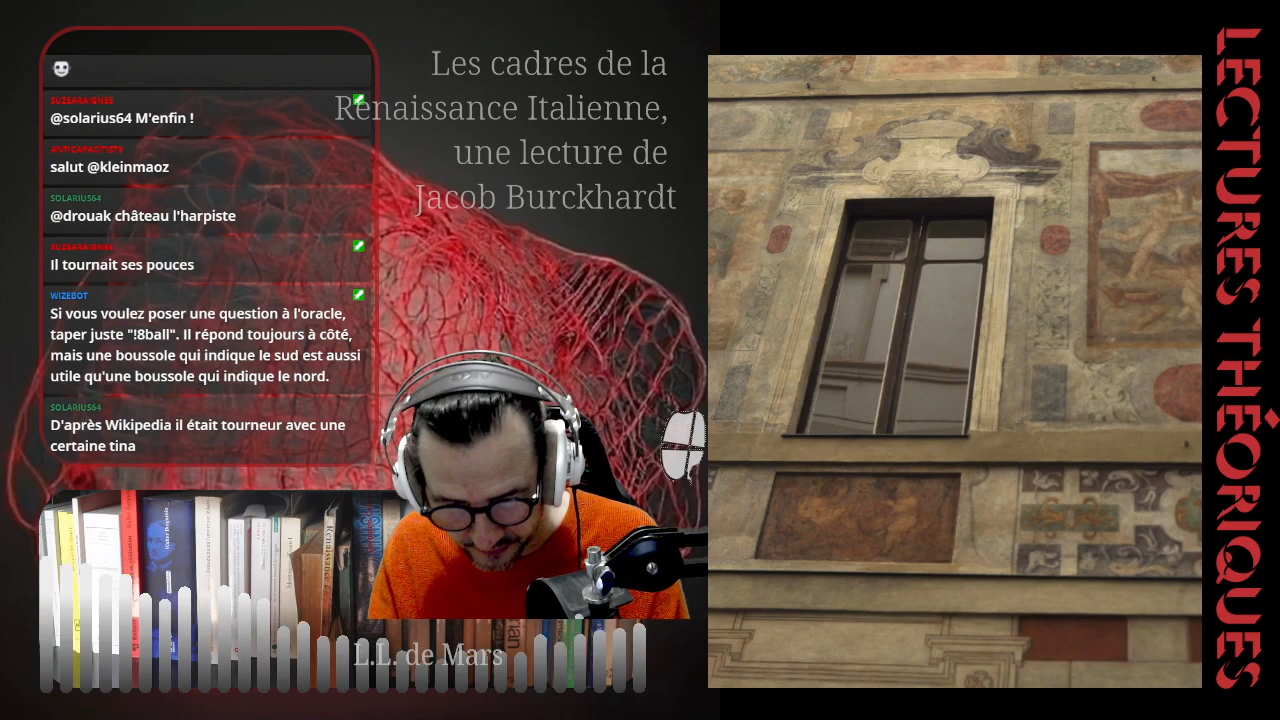 SUZEARAIGNEE
@solarius64 M'enfin !
ANTICAPACITISTE
salut @kleinmaoz
SOLARIUS64
@drouak château l'harpiste
SUZEARAIGNEE
Il tournait ses pouces
WIZEBOT
Si vous voulez poser une question à l'oracle,
taper juste "!8ball". Il répond toujours à côté,
mais une boussole qui indique le sud est aussi
utile qu'une boussole qui indique le nord.
SOLARIUS64
D'après Wikipedia il était tourneur avec une
certaine tina
Les cadres de la
Renaissance Italienne,
une lecture de
Jacob Burckhardt
L.L. de Mars
LECTURES THÉORIQUES